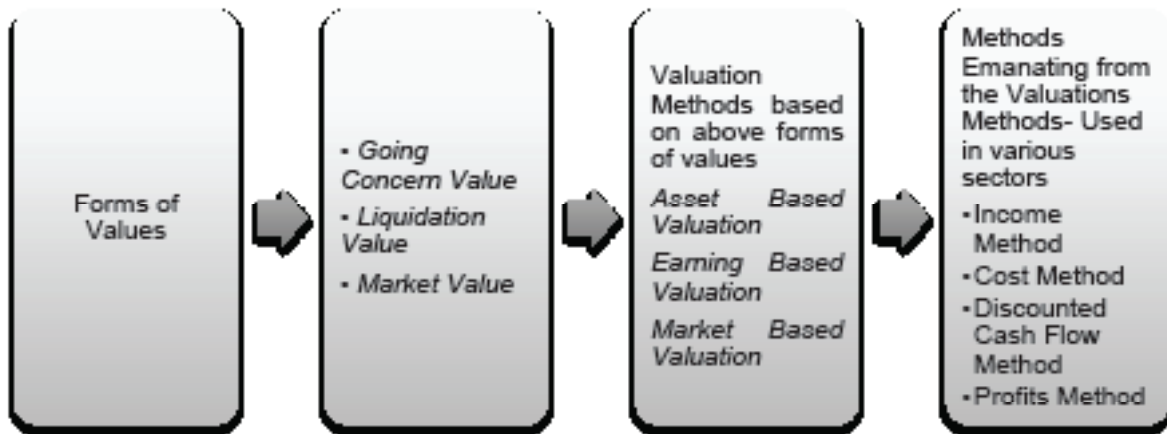 Forms of
Values
▪ Going
Concern Value
▪ Liquidation
Value
▪ Market Value
Valuation
Methods based
on above forms
of values
Asset Based
Valuation
Earning Based
Valuation
Market Based
Valuation
Methods
Emanating from
the Valuations
Methods- Used
in various
sectors
▪Income
Method
▪Cost Method
▪Discounted
Cash Flow
Method
▪Profits Method